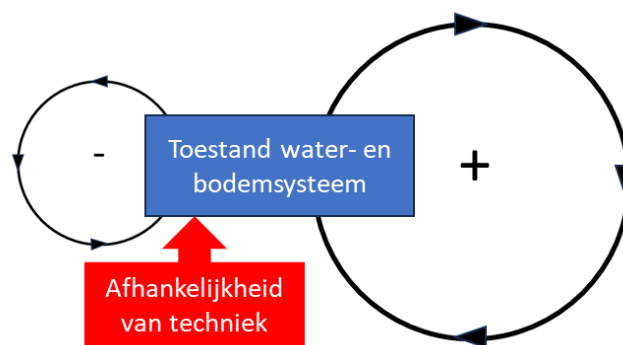 -
Toestand water- en
bodemsysteem
+
Afhankelijkheid
van techniek